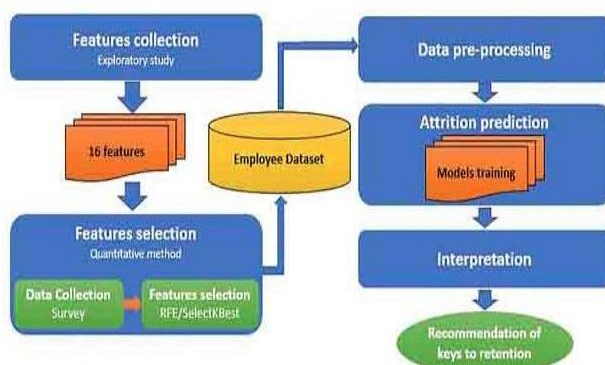 Features collection
Exploratory study
16 features
Features selection
Quantitative method
Data Collection
Survey
Features selection
RFE/SelectKBest
Employee Dataset
Data pre-processing
Attrition prediction
Models training
Interpretation
Recommendation of
keys to retention